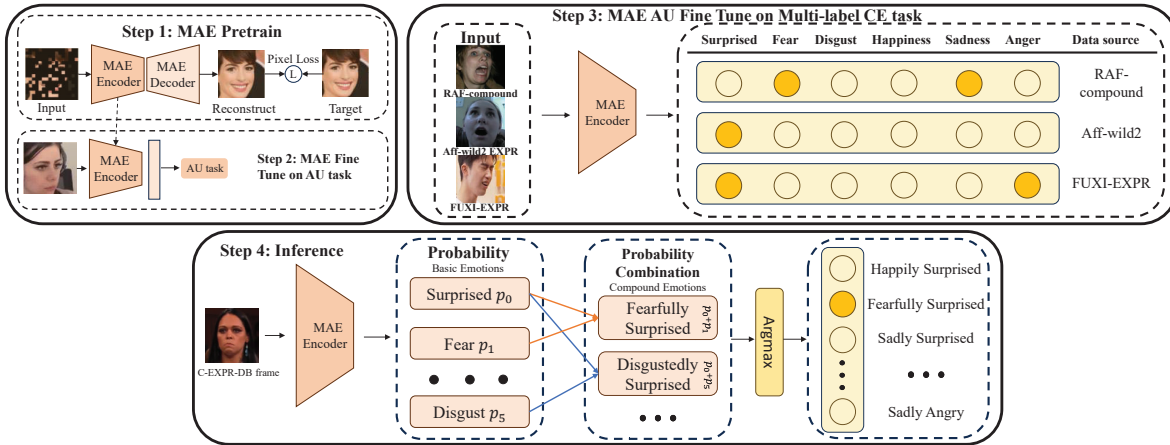 Step 1: MAE Pretrain
Input
MAE
Encoder
MAE
Decoder
Reconstruct
Pixel Loss
L
Target
MAE
Encoder
AU task
Step 2: MAE Fine
Tune on AU task
Step 3: MAE AU Fine Tune on Multi-label CE task
Input
RAF-compound
Aff-wild2 EXPR
FUXI-EXPR
MAE
Encoder
Surprised Fear Disgust Happiness Sadness Anger Data source
RAF-
compound
Aff-wild2
FUXI-EXPR
Step 4: Inference
C-EXPR-DB frame
MAE
Encoder
Probability
Basic Emotions
Surprised p0
Fear p1
Disgust p5
Probability
Combination
Compound Emotions
Fearfully
Surprised
p0+p1
Disgustedly
Surprised
p0+p5
Argmax
Happily Surprised
Fearfully Surprised
Sadly Surprised
Sadly Angry